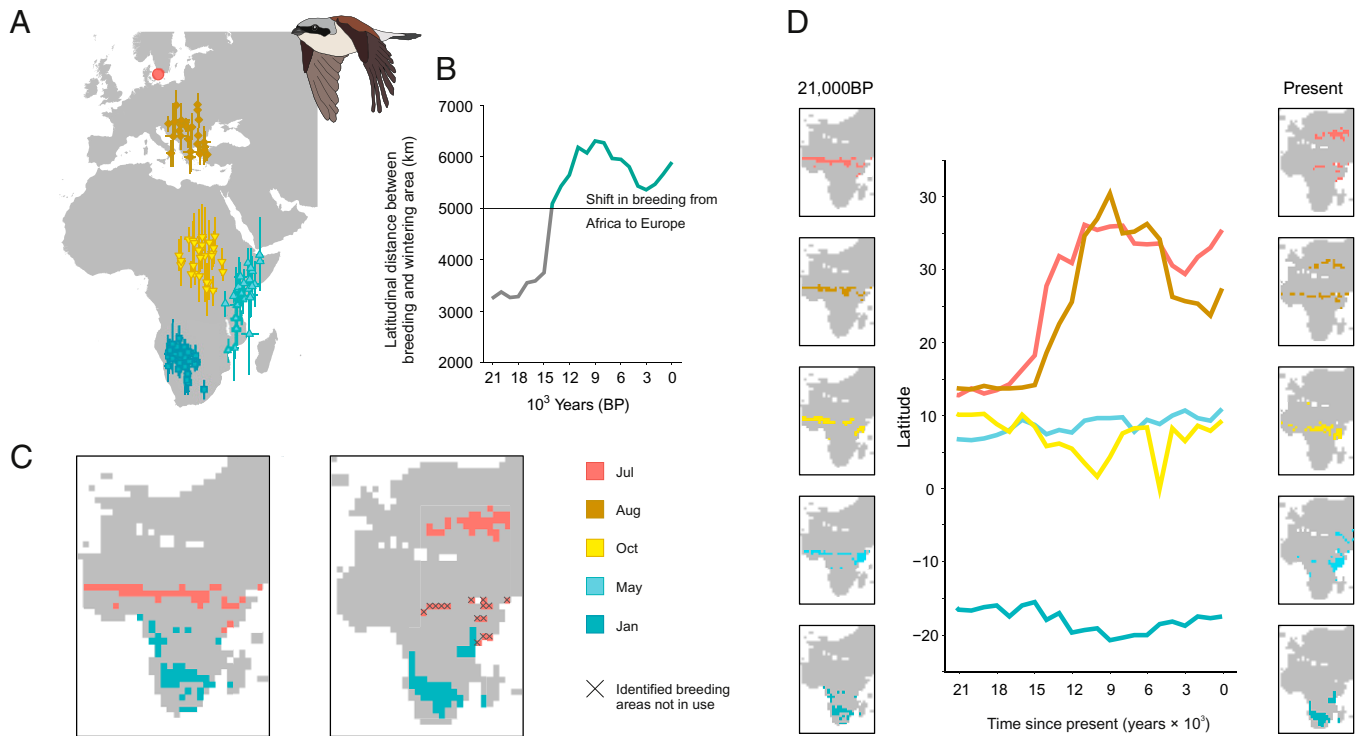 A
B
Latitudinal distance between
breeding and wintering area (km)
7000
6000
5000
4000
3000
2000
Shift in breeding from
Africa to Europe
21
18
15
12
9
6
3
0
10³ Years (BP)
C
Jul
Aug
Oct
May
Jan
Identified breeding
areas not in use
D
21,000BP
Present
Latitude
30
30
20
10
0
−10
−20
21
18
15
12
9
6
3
0
Time since present (years × 10³)